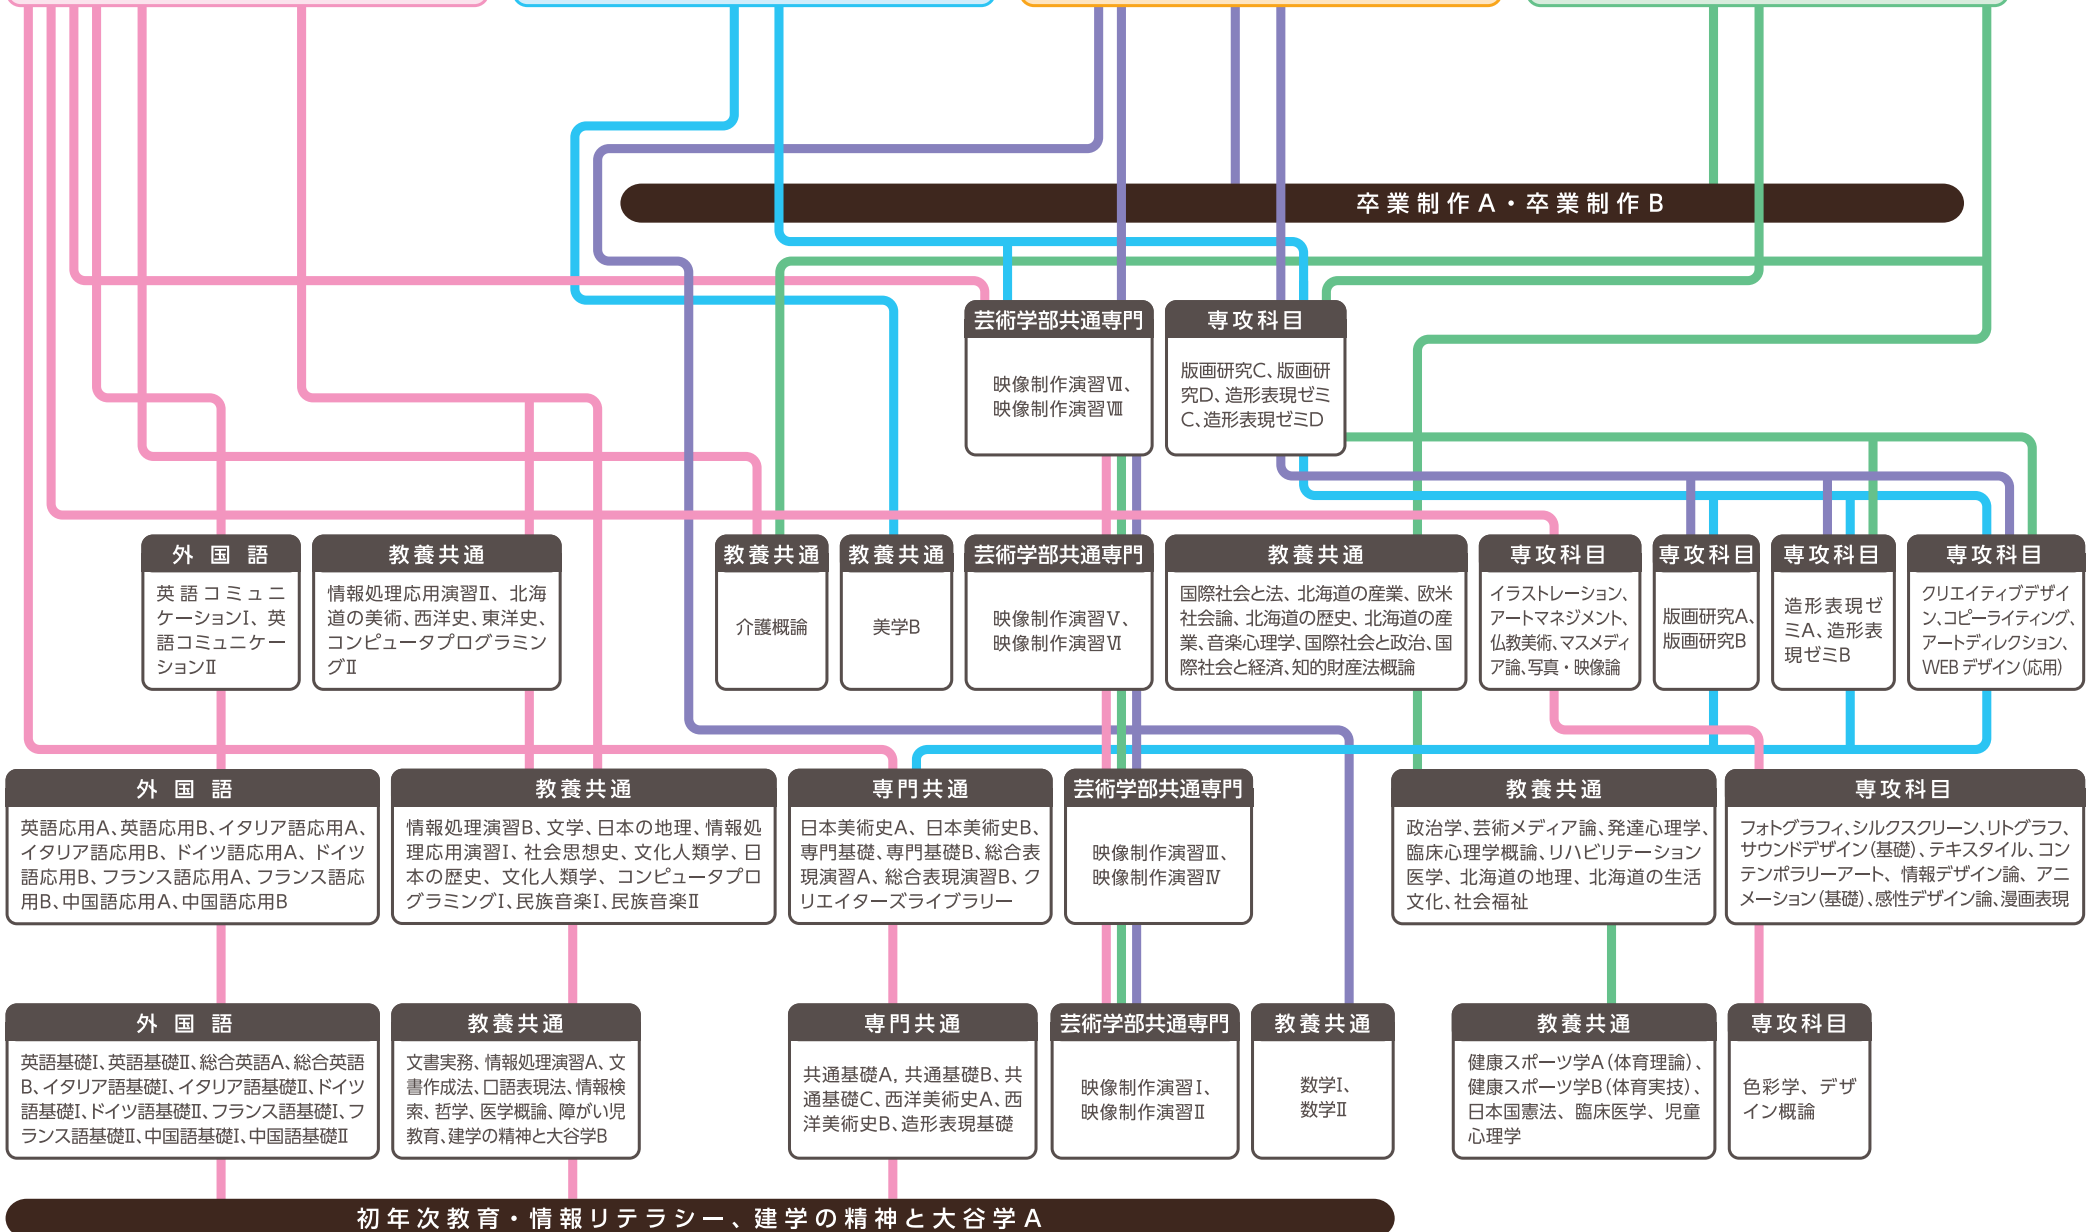 卒業制作A・卒業制作B
芸術学部共通専門
映像制作演習Ⅶ、
映像制作演習Ⅷ
専攻科目
版画研究C、版画研
究D、造形表現ゼミ
C、造形表現ゼミD
外国語
英語コミュニ
ケーションⅠ、英
語コミュニケー
ションⅡ
教養共通
情報処理応用演習Ⅱ、北海
道の美術、西洋史、東洋史、
コンピュータプログラミン
グⅡ
教養共通
介護概論
教養共通
美学B
芸術学部共通専門
映像制作演習Ⅴ、
映像制作演習Ⅵ
教養共通
国際社会と法、北海道の産業、欧米
社会論、北海道の歴史、北海道の産
業、音楽心理学、国際社会と政治、国
際社会と経済、知的財産法概論
専攻科目
イラストレーション、
アートマネジメント、
仏教美術、マスメディ
ア論、写真・映像論
専攻科目
版画研究A、
版画研究B
専攻科目
造形表現ゼ
ミA、造形表
現ゼミB
専攻科目
クリエイティブデザイ
ン、コピーライティング、
アートディレクション、
WEBデザイン（応用）
外国語
英語応用A、英語応用B、イタリア語応用A、
イタリア語応用B、ドイツ語応用A、ドイツ
語応用B、フランス語応用A、フランス語応
用B、中国語応用A、中国語応用B
教養共通
情報処理演習B、文学、日本の地理、情報処
理応用演習Ⅰ、社会思想史、文化人類学、日
本の歴史、文化人類学、コンピュータプロ
グラミングⅠ、民族音楽Ⅰ、民族音楽Ⅱ
専門共通
日本美術史A、日本美術史B、
専門基礎、専門基礎B、総合表
現演習A、総合表現演習B、ク
リエイターズライブラリー
芸術学部共通専門
映像制作演習Ⅲ、
映像制作演習Ⅳ
教養共通
政治学、芸術メディア論、発達心理学、
臨床心理学概論、リハビリテーション
医学、北海道の地理、北海道の生活
文化、社会福祉
専攻科目
フォトグラフィ、シルクスクリーン、リトグラフ、
サウンドデザイン（基礎）、テキスタイル、コン
テンポラリーアート、情報デザイン論、アニ
メーション（基礎）、感性デザイン論、漫画表現
外国語
英語基礎Ⅰ、英語基礎Ⅱ、総合英語A、総合英語
B、イタリア語基礎Ⅰ、イタリア語基礎Ⅱ、ドイツ
語基礎Ⅰ、ドイツ語基礎Ⅱ、フランス語基礎Ⅰ、フ
ランス語基礎Ⅱ、中国語基礎Ⅰ、中国語基礎Ⅱ
教養共通
文書実務、情報処理演習A、文
書作成法、口語表現法、情報検
索、哲学、医学概論、障がい児
教育、建学の精神と大谷学B
専門共通
共通基礎A, 共通基礎B、共
通基礎C、西洋美術史A、西
洋美術史B、造形表現基礎
芸術学部共通専門
映像制作演習Ⅰ、
映像制作演習Ⅱ
教養共通
数学Ⅰ、
数学Ⅱ
教養共通
健康スポーツ学A（体育理論）、
健康スポーツ学B（体育実技）、
日本国憲法、臨床医学、児童
心理学
専攻科目
色彩学、デザ
イン概論
初年次教育・情報リテラシー、建学の精神と大谷学A